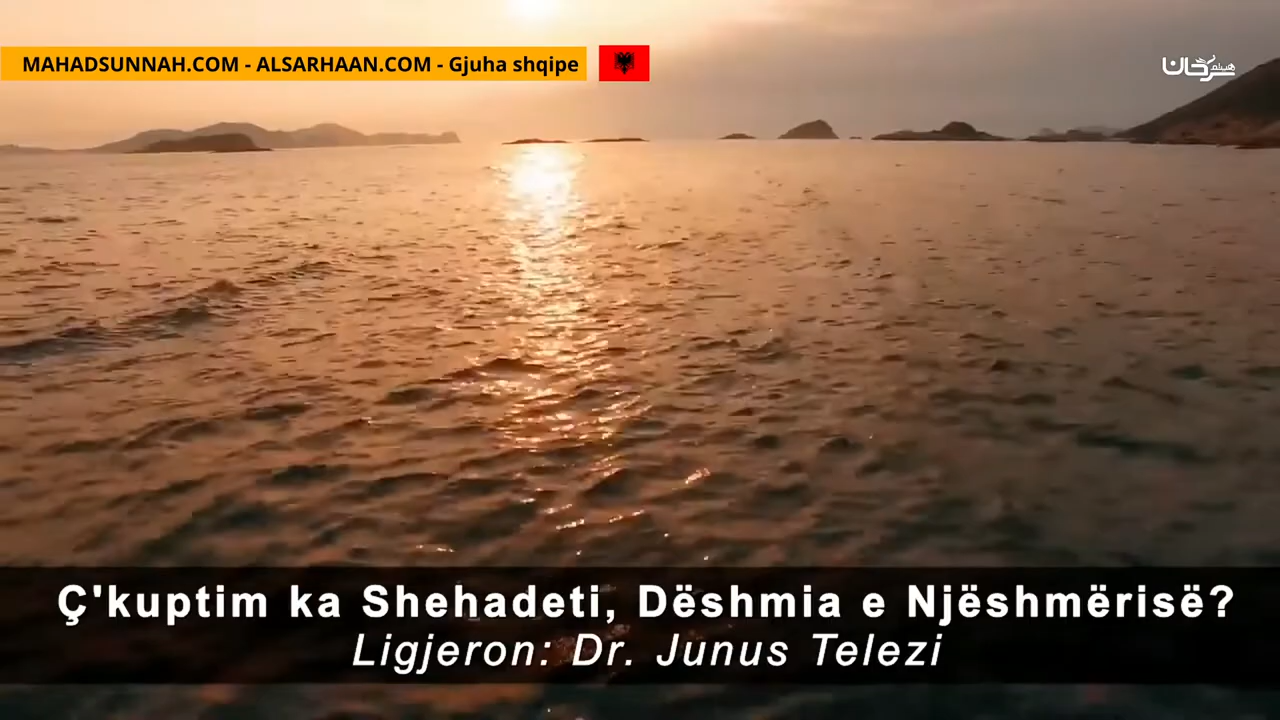 MAHADSUNNAH.COM - ALSARHAAN.COM - Gjuha shqipe
Ç'kuptim ka Shehadeti, Dëshmia e Njëshmërisë?
Ligjeron: Dr. Junus Telezi